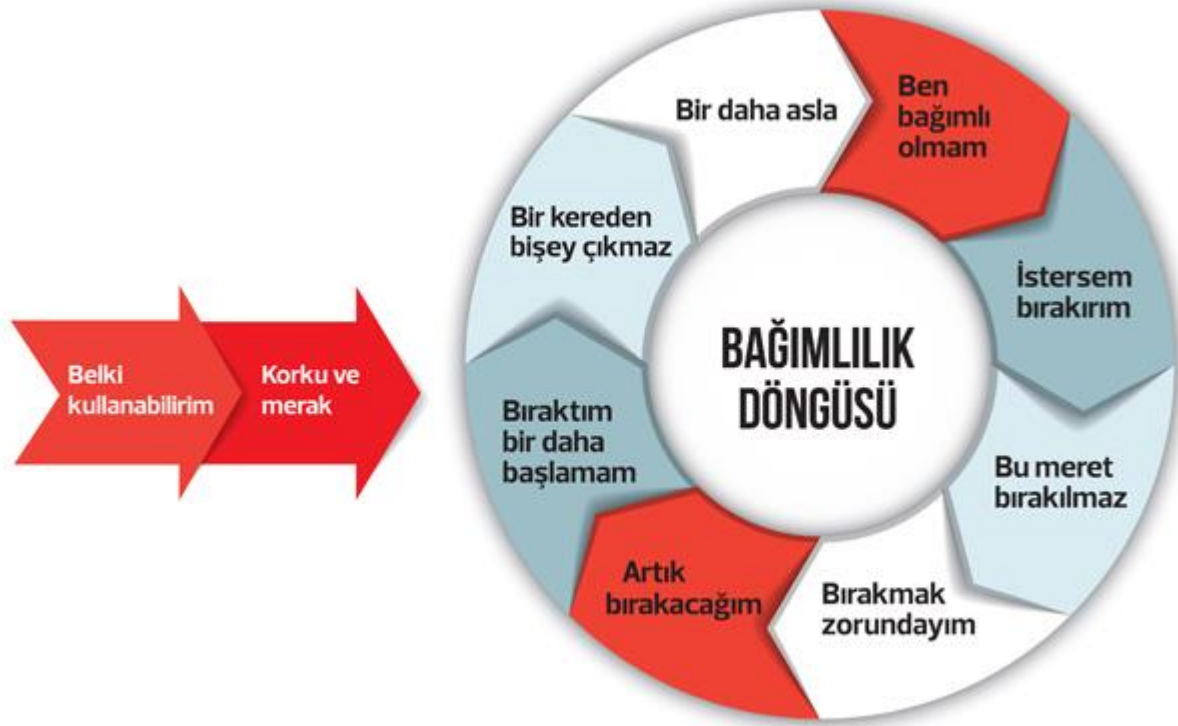 Belki
kullanabilirim
Korku ve
merak
BAĞIMLILIK
DÖNGÜSÜ
Bir daha asla
Ben
bağımlı
olmam
İstersem
bırakırım
Bu meret
bırakılmaz
Bırakmak
zorundayım
Artık
bırakacağım
Bıraktım
bir daha
başlamam
Bir kereden
bişey çıkmaz